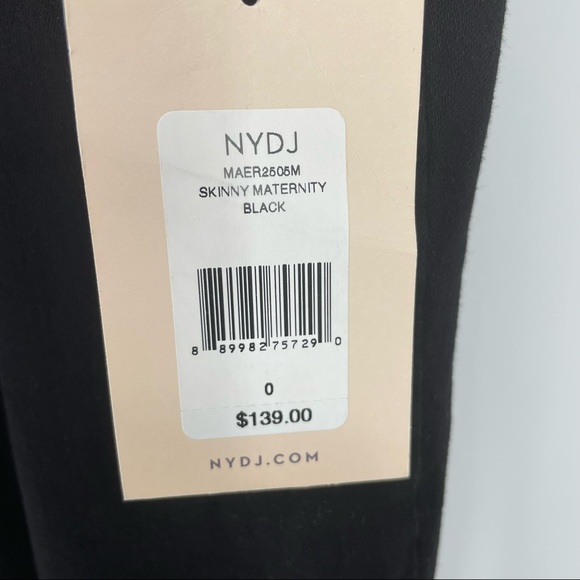 NYDJ
MAER2505M
SKINNY MATERNITY
BLACK
8 89982 75729 0
0
$139.00
NYDJ.COM